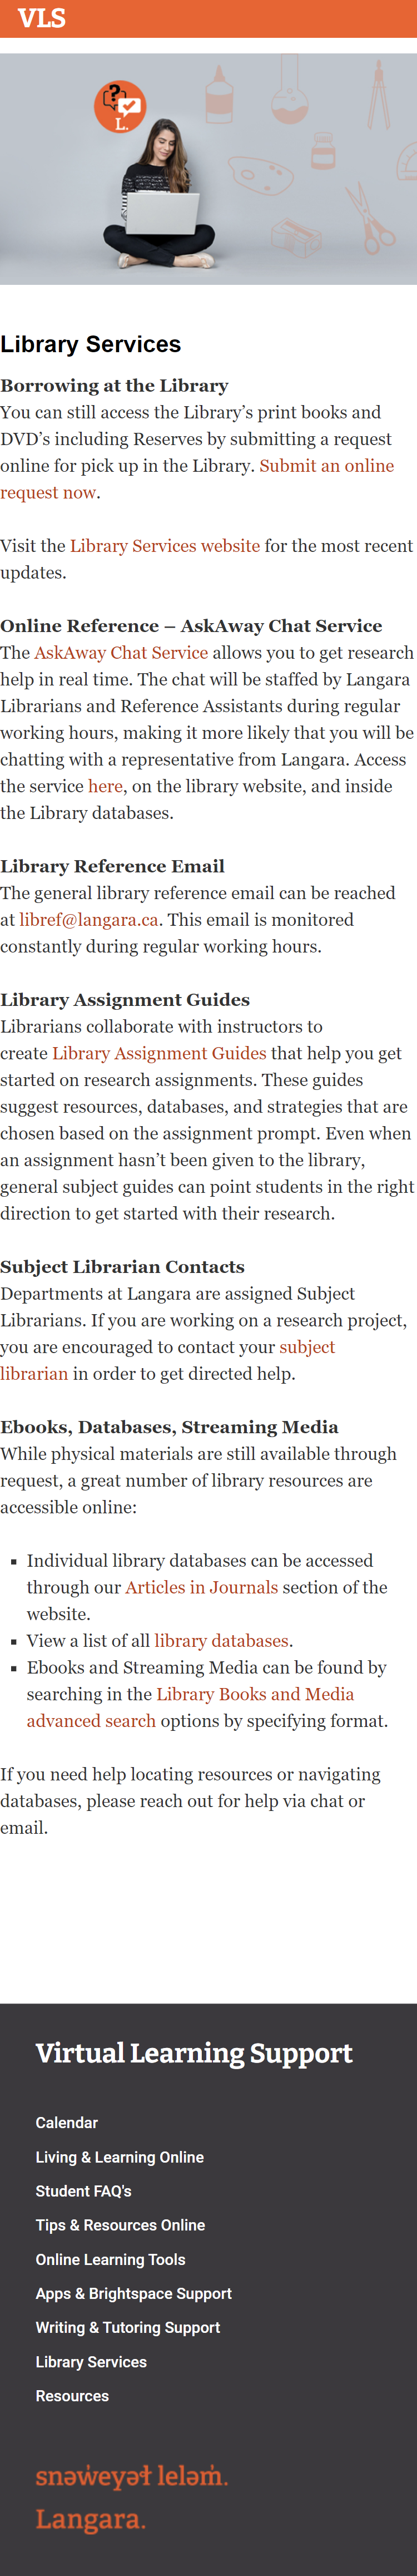 VLS
?
L.
Library Services
Borrowing at the Library
You can still access the Library’s print books and
DVD’s including Reserves by submitting a request
online for pick up in the Library. Submit an online
request now.
Visit the Library Services website for the most recent
updates.
Online Reference – AskAway Chat Service
The AskAway Chat Service allows you to get research
help in real time. The chat will be staffed by Langara
Librarians and Reference Assistants during regular
working hours, making it more likely that you will be
chatting with a representative from Langara. Access
the service here, on the library website, and inside
the Library databases.
Library Reference Email
The general library reference email can be reached
at libref@langara.ca. This email is monitored
constantly during regular working hours.
Library Assignment Guides
Librarians collaborate with instructors to
create Library Assignment Guides that help you get
started on research assignments. These guides
suggest resources, databases, and strategies that are
chosen based on the assignment prompt. Even when
an assignment hasn’t been given to the library,
general subject guides can point students in the right
direction to get started with their research.
Subject Librarian Contacts
Departments at Langara are assigned Subject
Librarians. If you are working on a research project,
you are encouraged to contact your subject
librarian in order to get directed help.
Ebooks, Databases, Streaming Media
While physical materials are still available through
request, a great number of library resources are
accessible online:
▪ Individual library databases can be accessed
through our Articles in Journals section of the
website.
▪ View a list of all library databases.
▪ Ebooks and Streaming Media can be found by
searching in the Library Books and Media
advanced search options by specifying format.
If you need help locating resources or navigating
databases, please reach out for help via chat or
email.
Virtual Learning Support
Calendar
Living & Learning Online
Student FAQ's
Tips & Resources Online
Online Learning Tools
Apps & Brightspace Support
Writing & Tutoring Support
Library Services
Resources
snəw̓eyəɬ leləm̓.
Langara.